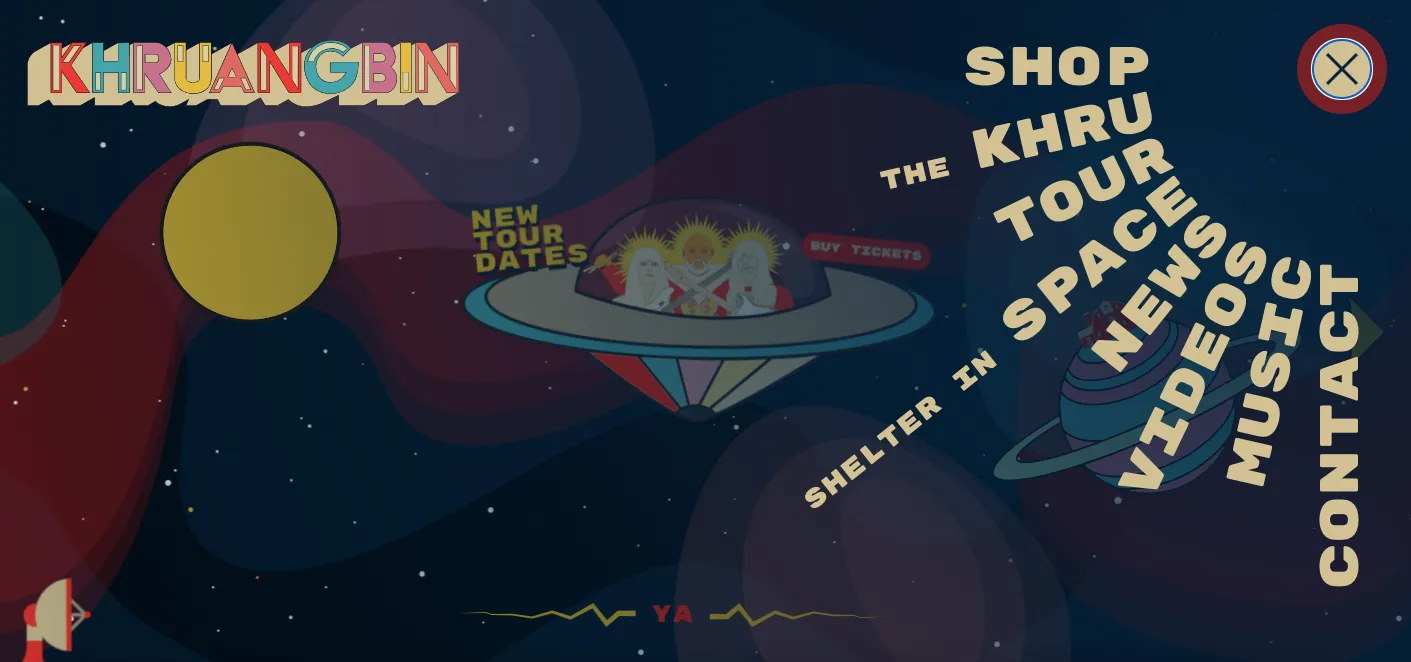 KHRUANGBIN
SHOP
THE KHRU
TOUR
SHELTER IN SPACE
NEWS
VIDEOS
MUSIC
CONTACT
NEW
TOUR
DATES
BUY TICKETS
YA